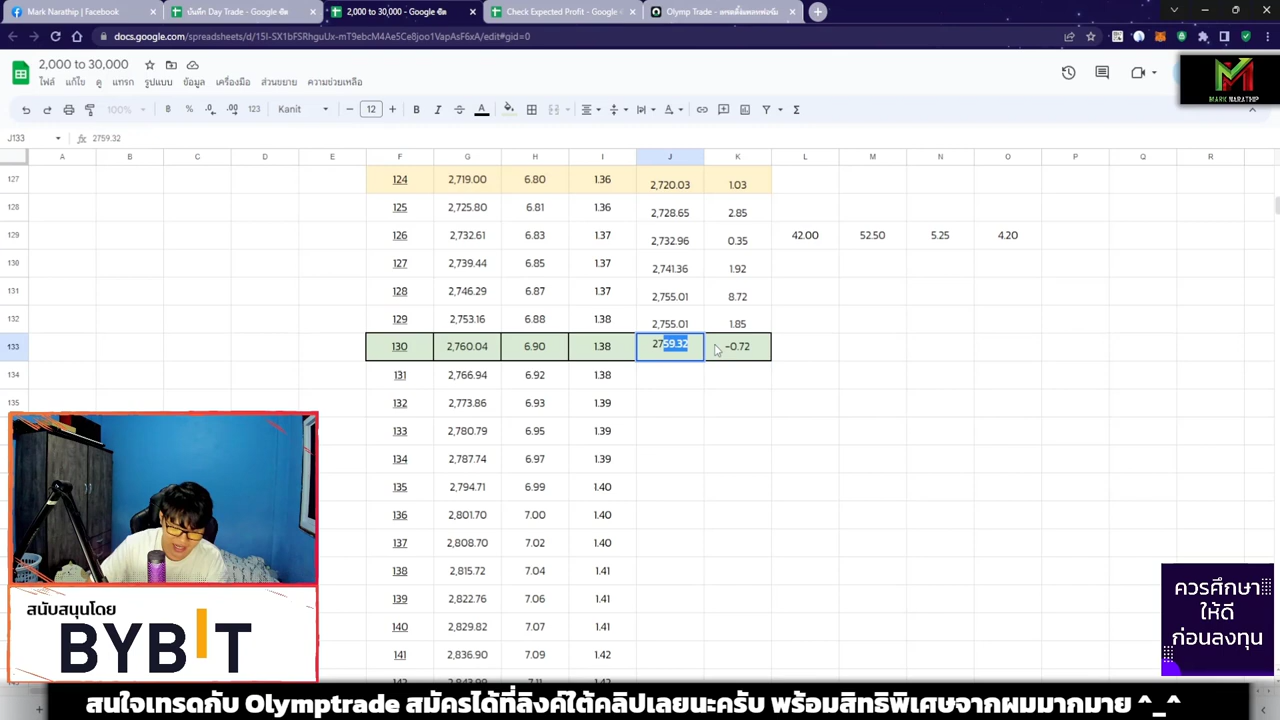 Mark Narathip | Facebook
บันทึก Day Trade - Google ชีต
2,000 to 30,000 - Google ชีต
Check Expected Profit - Google
Olymp Trade - แพลตฟอร์มเทรดออน
docs.google.com/spreadsheets/d/15I-SX1bFSRhguUx-mT9ebcM4Ae5Ce8joo1VapAsF6xA/edit#gid=0
2,000 to 30,000
ไฟล์ แก้ไข ดู แทรก รูปแบบ ข้อมูล เครื่องมือ ส่วนขยาย ความช่วยเหลือ
100% 123 Kanit 12
MARK NARATHIP
J133 2759.32
A B C D E F G H I J K L M N O P Q R
127 124 2,719.00 6.80 1.36 2,720.03 1.03
128 125 2,725.80 6.81 1.36 2,728.65 2.85
129 126 2,732.61 6.83 1.37 2,732.96 0.35 42.00 52.50 5.25 4.20
130 127 2,739.44 6.85 1.37 2,741.36 1.92
131 128 2,746.29 6.87 1.37 2,755.01 8.72
132 129 2,753.16 6.88 1.38 2,755.01 1.85
133 130 2,760.04 6.90 1.38 2759.32 -0.72
134 131 2,766.94 6.92 1.38
135 132 2,773.86 6.93 1.39
133 2,780.79 6.95 1.39
134 2,787.74 6.97 1.39
135 2,794.71 6.99 1.40
136 2,801.70 7.00 1.40
137 2,808.70 7.02 1.40
138 2,815.72 7.04 1.41
139 2,822.76 7.06 1.41
140 2,829.82 7.07 1.41
141 2,836.90 7.09 1.42
สนับสนุนโดย
BYBIT
ควรศึกษา
ให้ดี
ก่อนลงทุน
สนใจเทรดกับ Olymptrade สมัครได้ที่ลิงค์ใต้คลิปเลยนะครับ พร้อมสิทธิพิเศษจากผมมากมาย ^_^